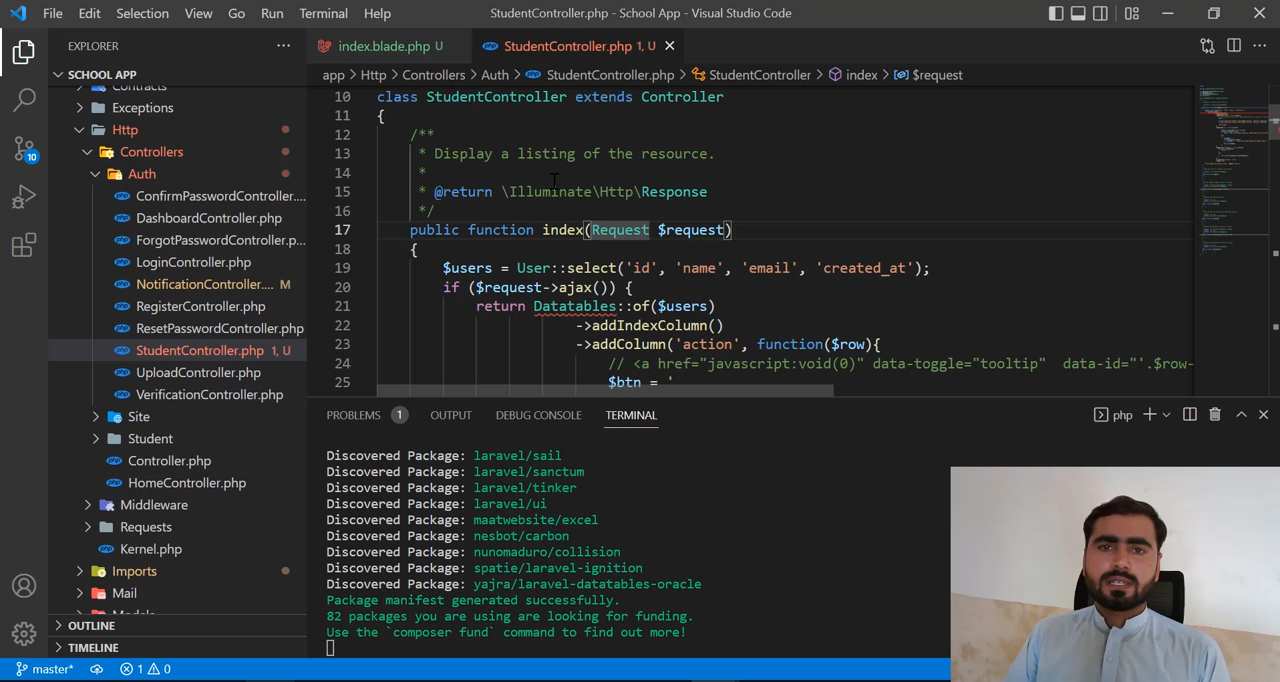 File Edit Selection View Go Run Terminal Help
StudentController.php - School App - Visual Studio Code
EXPLORER
SCHOOL APP
Contracts
Exceptions
Http
Controllers
Auth
ConfirmPasswordController....
DashboardController.php
ForgotPasswordController.p...
LoginController.php
NotificationController.... M
RegisterController.php
ResetPasswordController.php
StudentController.php 1, U
UploadController.php
VerificationController.php
Site
Student
Controller.php
HomeController.php
Middleware
Requests
Kernel.php
Imports
Mail
Models
OUTLINE
TIMELINE
10
index.blade.php U
StudentController.php 1, U
app > Http > Controllers > Auth > StudentController.php > StudentController > index > $request
10 class StudentController extends Controller
11 {
12 /**
13 * Display a listing of the resource.
14 *
15 * @return \Illuminate\Http\Response
16 */
17 public function index(Request $request)
18 {
19 $users = User::select('id', 'name', 'email', 'created_at');
20 if ($request->ajax()) {
21 return Datatables::of($users)
22 ->addIndexColumn()
23 ->addColumn('action', function($row){
24 // <a href="javascript:void(0)" data-toggle="tooltip" data-id="'.$row-
25 $btn = '
PROBLEMS 1 OUTPUT DEBUG CONSOLE TERMINAL
php
Discovered Package: laravel/sail
Discovered Package: laravel/sanctum
Discovered Package: laravel/tinker
Discovered Package: laravel/ui
Discovered Package: maatwebsite/excel
Discovered Package: nesbot/carbon
Discovered Package: nunomaduro/collision
Discovered Package: spatie/laravel-ignition
Discovered Package: yajra/laravel-datatables-oracle
Package manifest generated successfully.
82 packages you are using are looking for funding.
Use the `composer fund` command to find out more!
master* 1 0